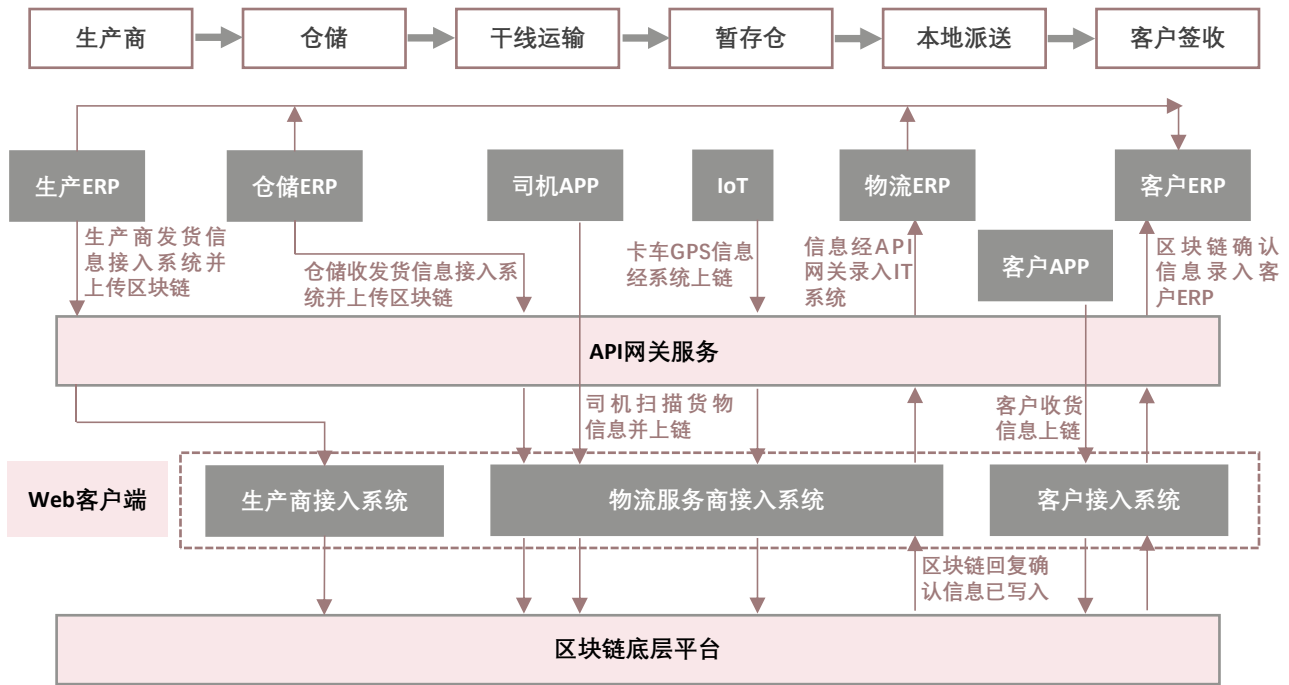 生产商
仓储
干线运输
暂存仓
本地派送
客户签收
生产ERP
仓储ERP
司机APP
IoT
物流ERP
客户ERP
生产商发货信
息接入系统并
上传区块链
仓储收发货信息接入系
统并上传区块链
卡车GPS信息
经系统上链
信息经API
网关录入IT
系统
客户APP
区块链确认
信息录入客
户ERP
API网关服务
司机扫描货物
信息并上链
客户收货
信息上链
Web客户端
生产商接入系统
物流服务商接入系统
客户接入系统
区块链回复确
认信息已写入
区块链底层平台